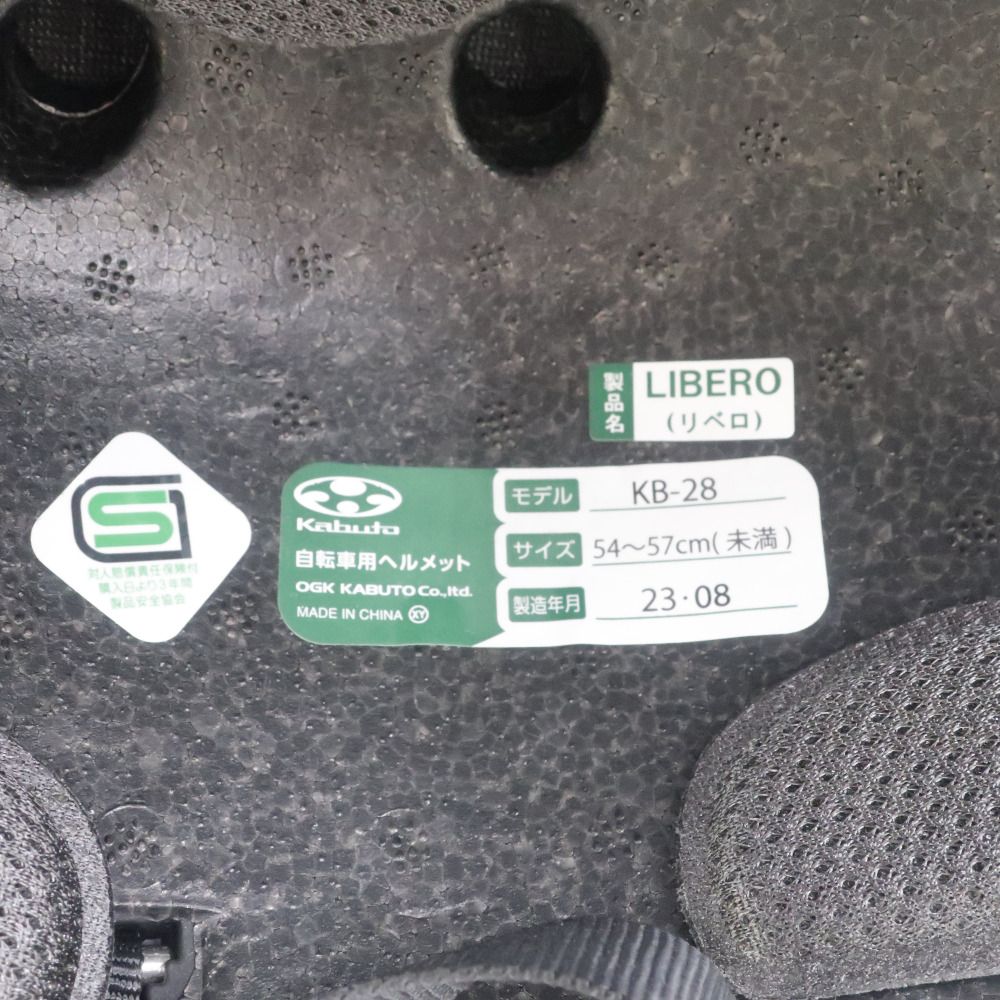 製品名
LIBERO
(リベロ)
S
対人賠償責任保険付
購入日より3年間
製品安全協会
Kabuto
自転車用ヘルメット
OGK KABUTO Co.,ltd.
MADE IN CHINA XY
モデル KB-28
サイズ 54〜57cm(未満)
製造年月 23・08